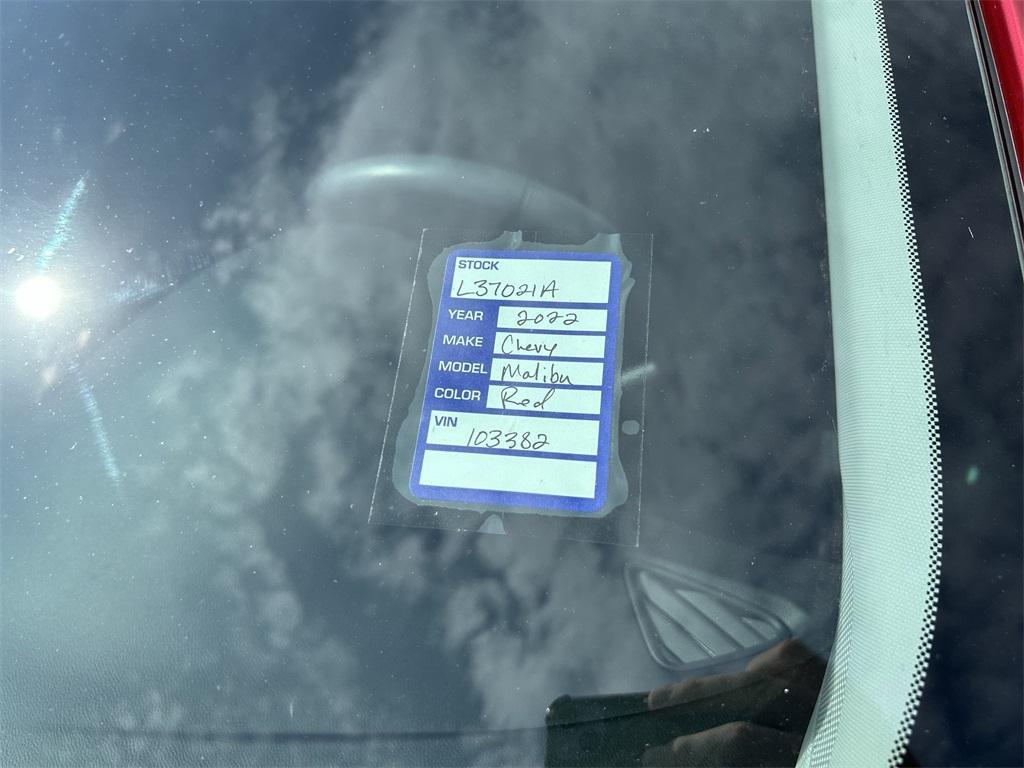 STOCK
L37021A
YEAR 2022
MAKE Chevy
MODEL Malibu
COLOR Red
VIN
103382